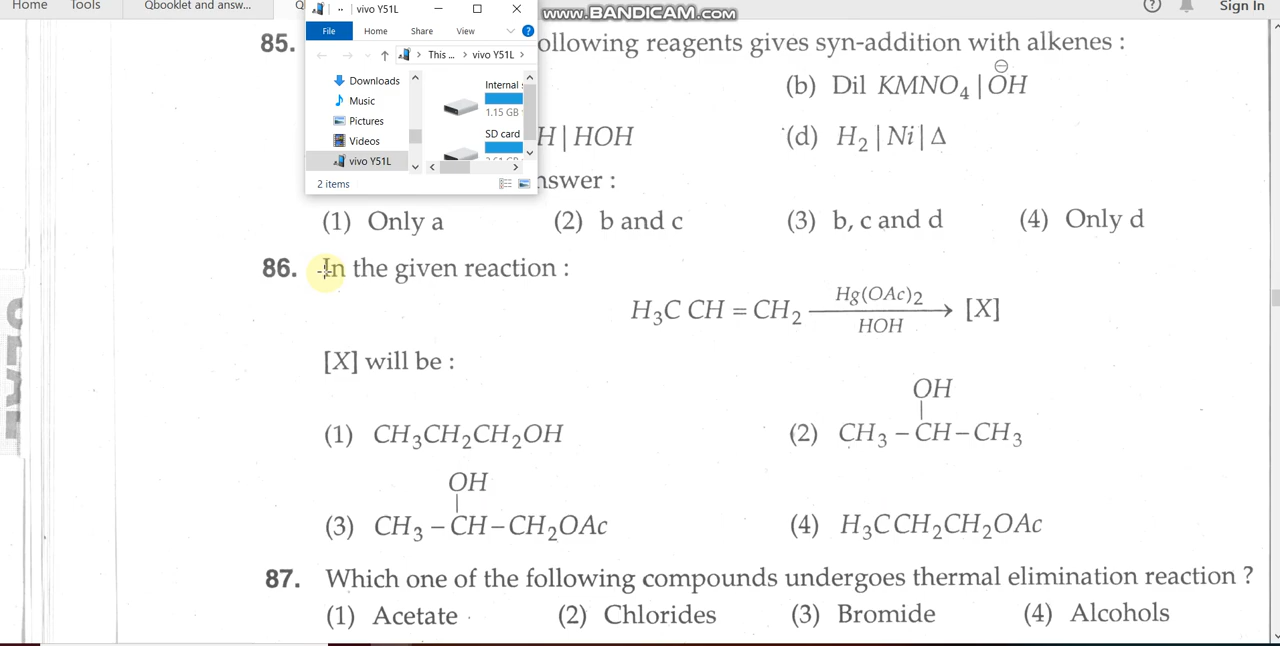 Home Tools Qbooklet and answ... Sign In
vivo Y51L
www.BANDICAM.com
File Home Share View
This ... > vivo Y51L >
Downloads
Music
Pictures
Videos
vivo Y51L
Internal
1.15 GB
SD card
2 items
85. ollowing reagents gives syn-addition with alkenes :
(b) Dil KMNO4 | OH⊖
H | HOH (d) H2 | Ni | Δ
nswer :
(1) Only a (2) b and c (3) b, c and d (4) Only d
86. In the given reaction :
H3C CH = CH2 Hg(OAc)2 HOH → [X]
[X] will be :
OH
(1) CH3CH2CH2OH (2) CH3 – CH – CH3
OH
(3) CH3 – CH – CH2OAc (4) H3CCH2CH2OAc
87. Which one of the following compounds undergoes thermal elimination reaction ?
(1) Acetate (2) Chlorides (3) Bromide (4) Alcohols